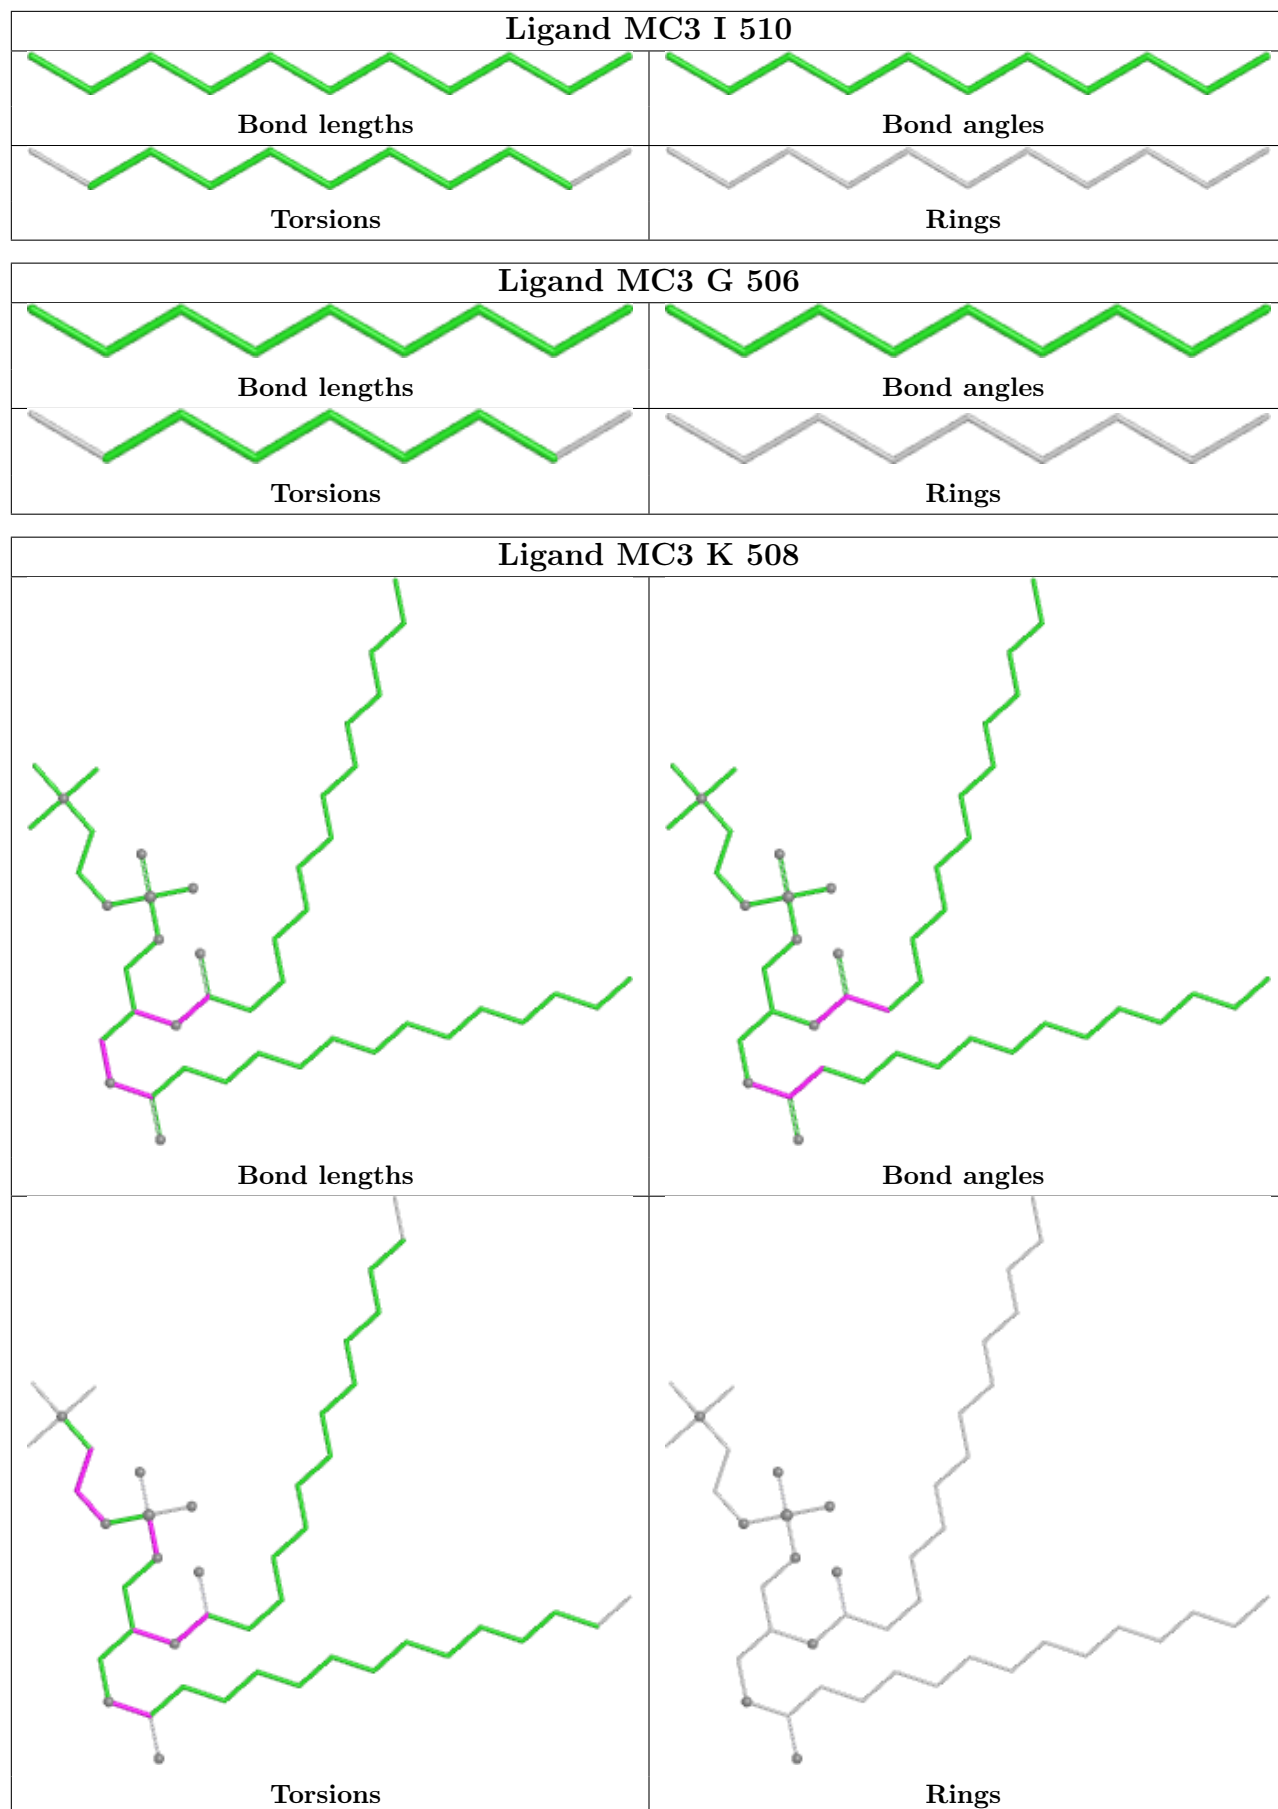 Ligand MC3 I 510
Bond lengths
Bond angles
Torsions
Rings
Ligand MC3 G 506
Bond lengths
Bond angles
Torsions
Rings
Ligand MC3 K 508
Bond lengths
Bond angles
Torsions
Rings